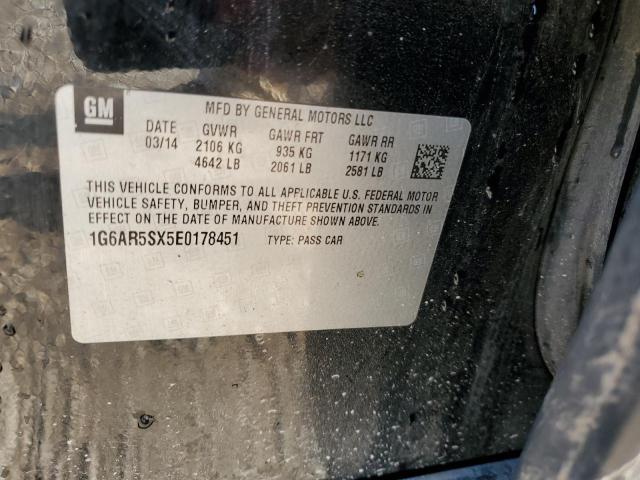 GM
MFD BY GENERAL MOTORS LLC
DATE GVWR GAWR FRT GAWR RR
03/14 2106 KG 935 KG 1171 KG
4642 LB 2061 LB 2581 LB
THIS VEHICLE CONFORMS TO ALL APPLICABLE U.S. FEDERAL MOTOR
VEHICLE SAFETY, BUMPER, AND THEFT PREVENTION STANDARDS IN
EFFECT ON THE DATE OF MANUFACTURE SHOWN ABOVE.
1G6AR5SX5E0178451 TYPE: PASS CAR